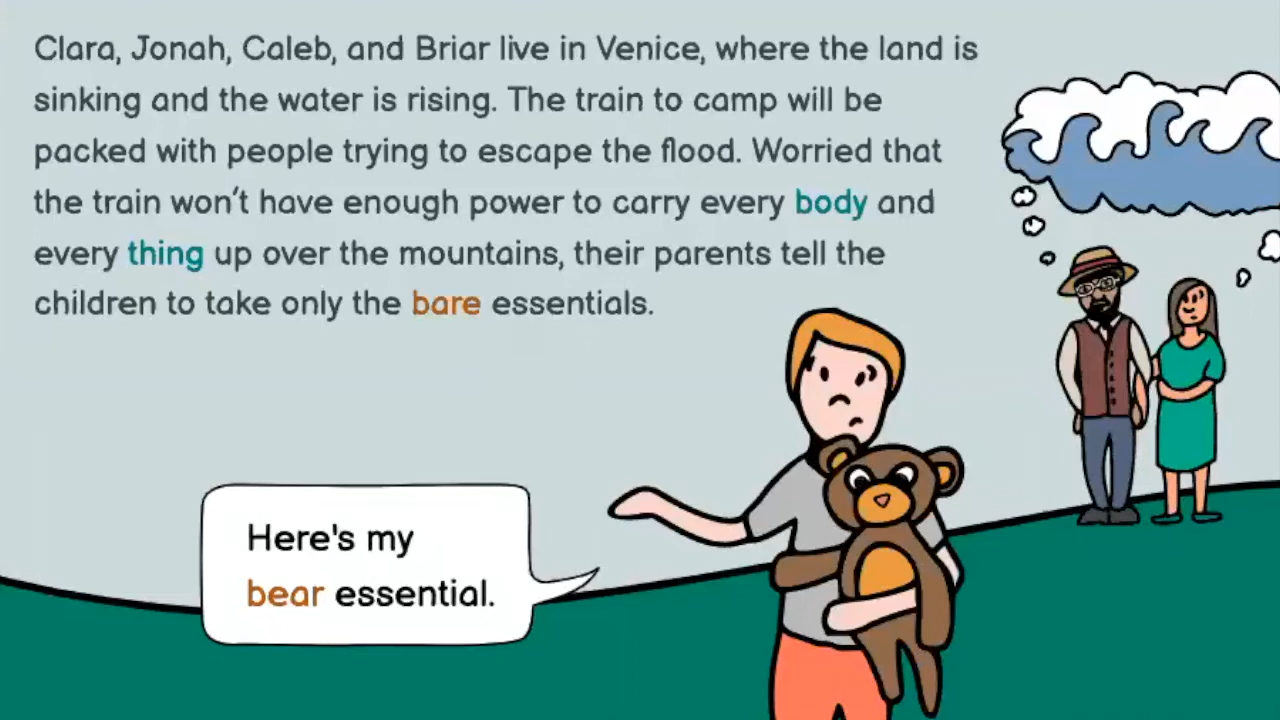 Clara, Jonah, Caleb, and Briar live in Venice, where the land is
sinking and the water is rising. The train to camp will be
packed with people trying to escape the flood. Worried that
the train won't have enough power to carry every body and
every thing up over the mountains, their parents tell the
children to take only the bare essentials.
Here's my
bear essential.